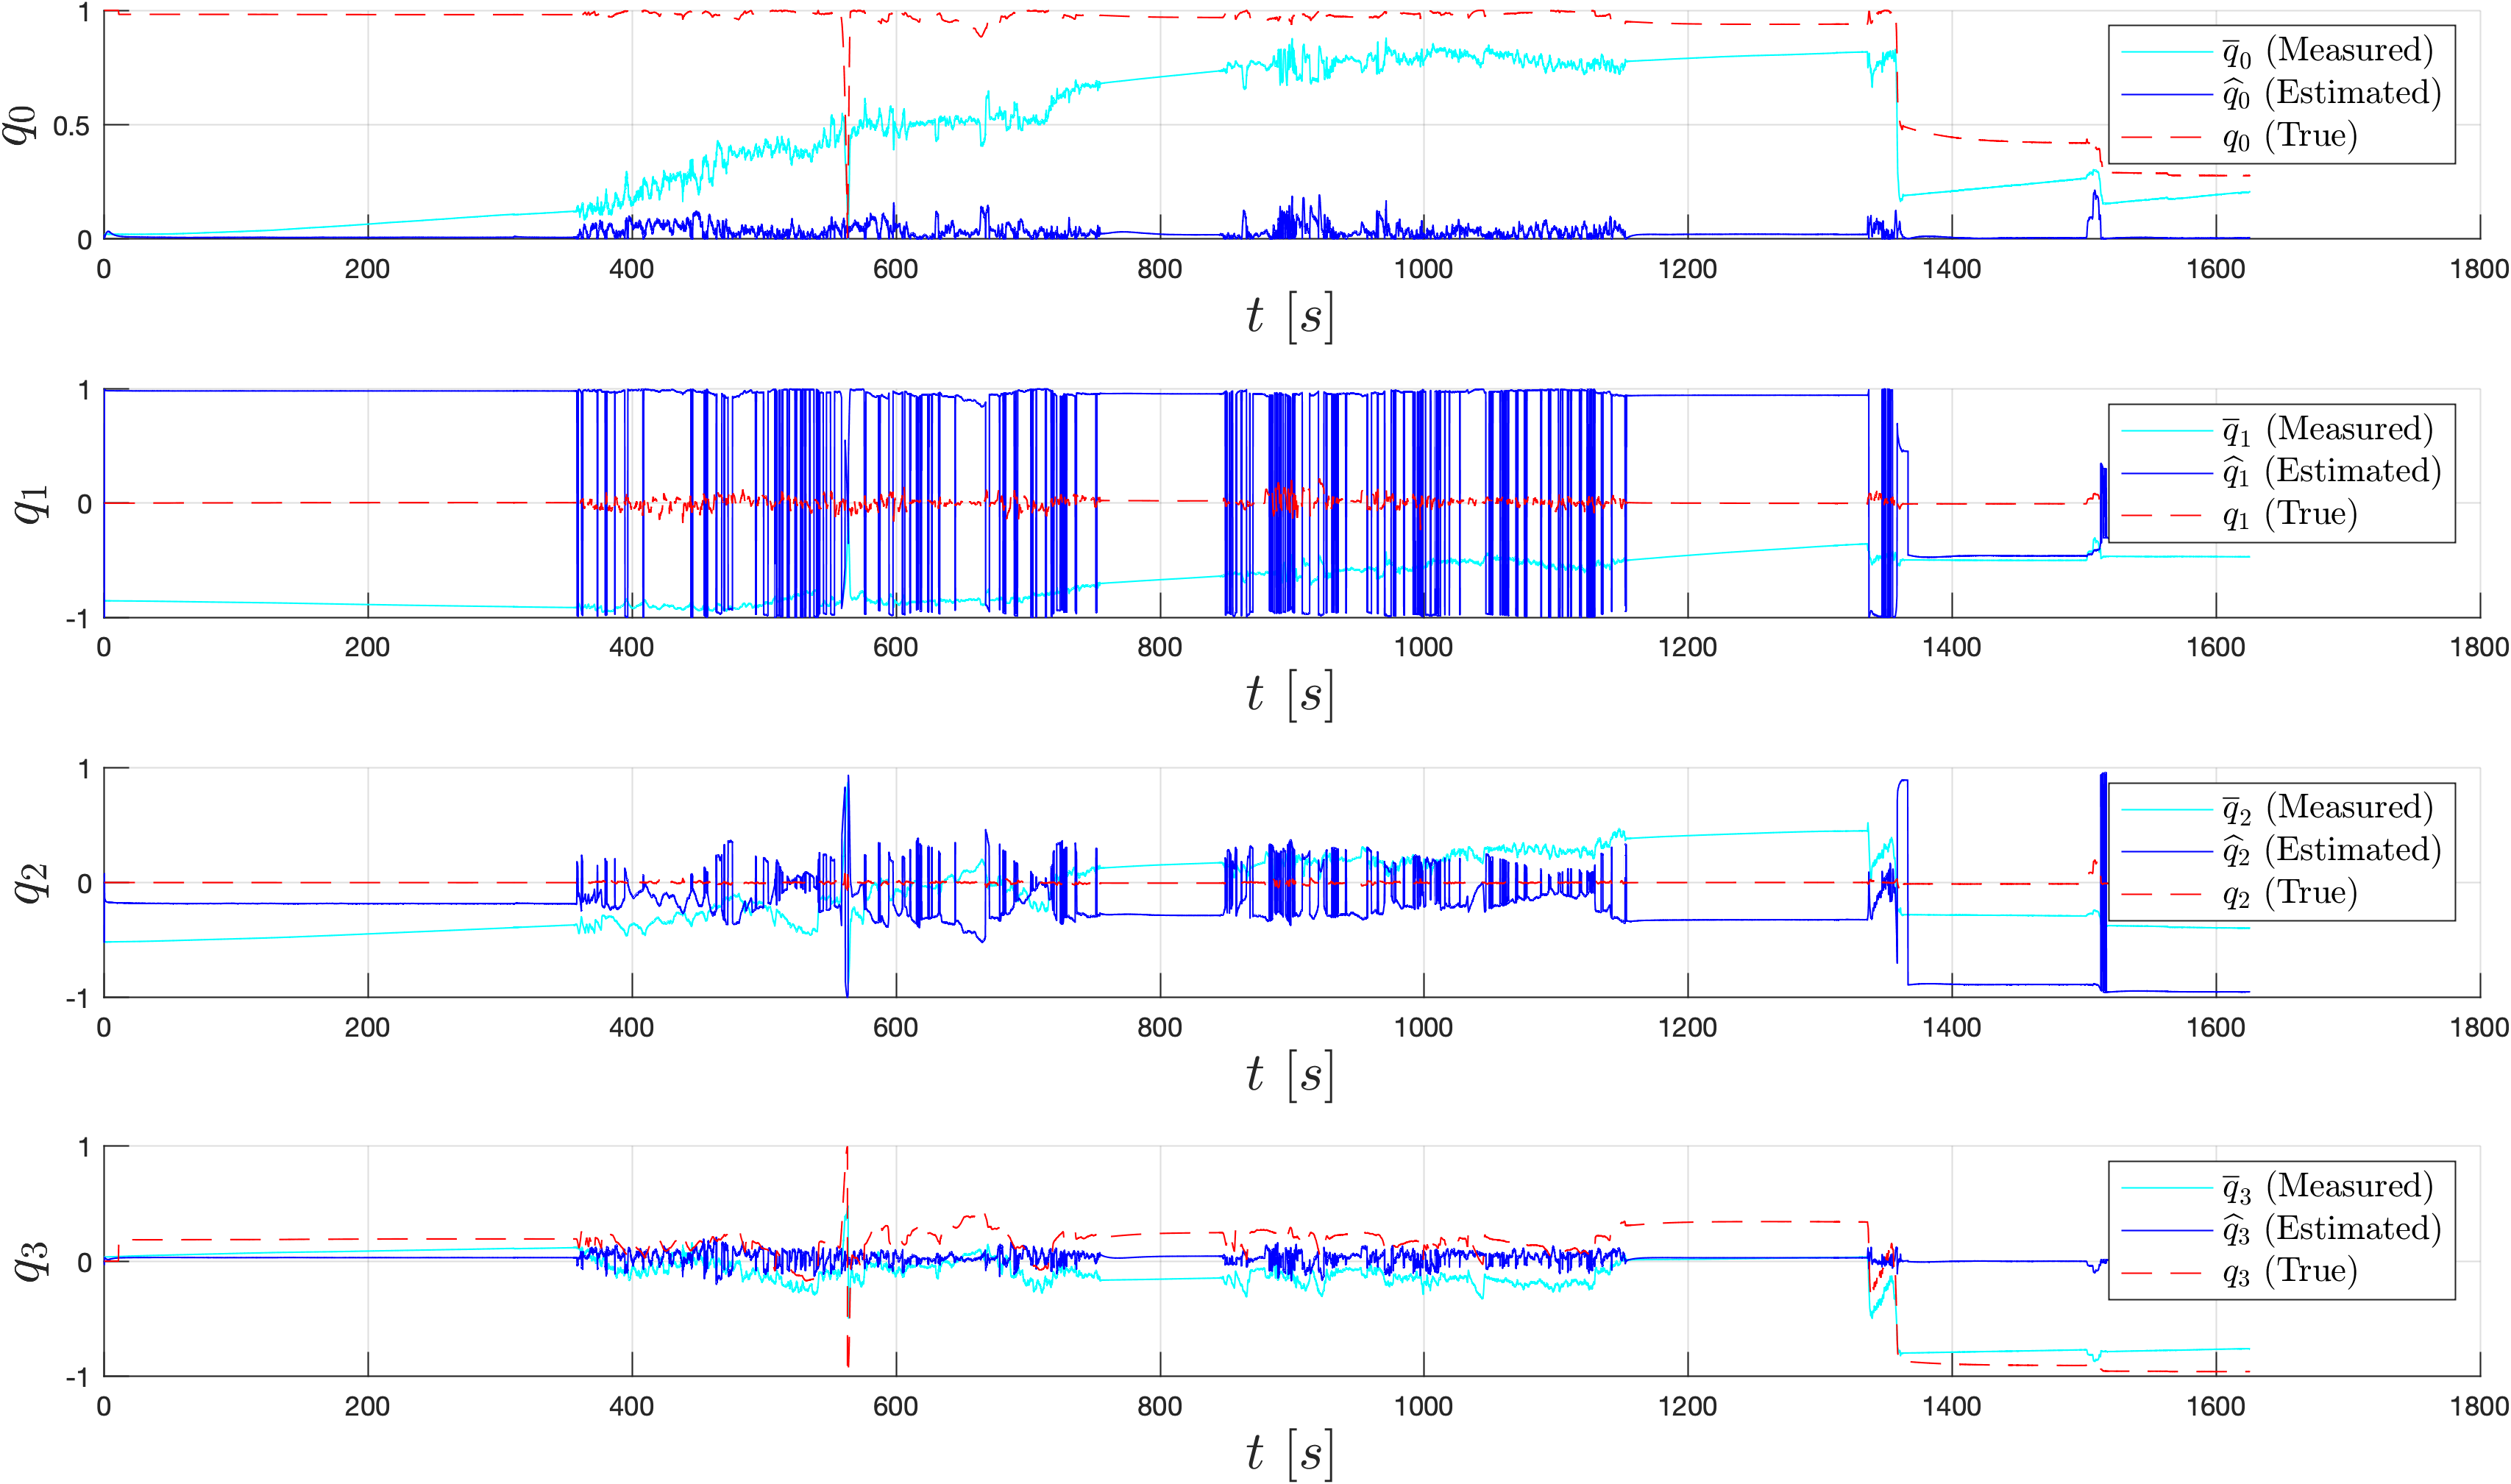 1
0.5
0
q0
q̅0 (Measured)
q̂0 (Estimated)
q0 (True)
0 200 400 600 800 1000 1200 1400 1600 1800
t [s]
1
0
-1
q1
q̅1 (Measured)
q̂1 (Estimated)
q1 (True)
0 200 400 600 800 1000 1200 1400 1600 1800
t [s]
1
0
-1
q2
q̅2 (Measured)
q̂2 (Estimated)
q2 (True)
0 200 400 600 800 1000 1200 1400 1600 1800
t [s]
1
0
-1
q3
q̅3 (Measured)
q̂3 (Estimated)
q3 (True)
0 200 400 600 800 1000 1200 1400 1600 1800
t [s]